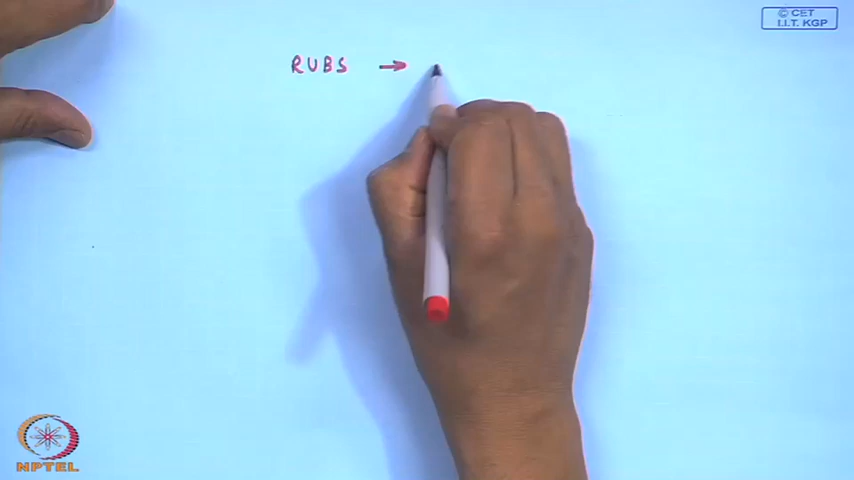 © CET
I.I.T. KGP
RUBS →
NPTEL